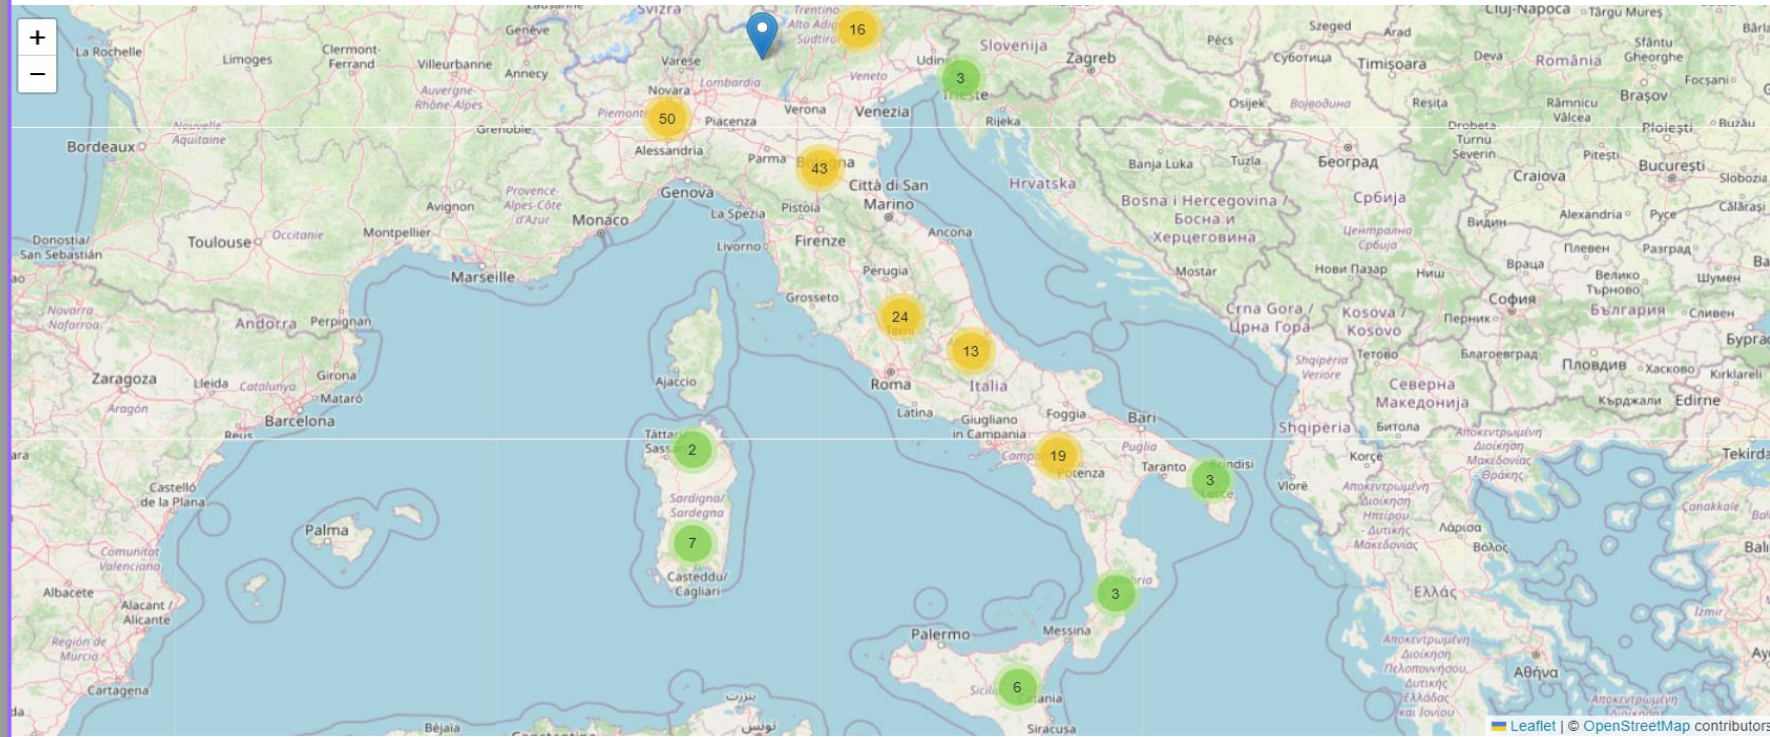 +
−
Genève
Svizra
Trentino
Alto Adig
Südtirol
16
Cluj-Napoca
Târgu Mureș
La Rochelle
Limoges
Clermont-
Ferrand
Villeurbanne
Annecy
Varese
Lombardia
Udin
Slovenija
Zagreb
Pécs
Szeged
Arad
Суботица
Timișoara
Deva
România
Sfântu
Gheorghe
Focșani
Auvergne-
Rhône-Alpes
Novara
Piemont
50
Piacenza
Verona
Veneto
Venezia
3
Trieste
Rijeka
Osijek
Војводина
Reșița
Râmnicu
Vâlcea
Brașov
Ploiești
Buzău
Nouvelle
Aquitaine
Bordeaux
Grenoble
Alessandria
Parma
Bologna
43
Banja Luka
Tuzla
Београд
Drobeta-
Turnu
Severin
Pitești
București
Craiova
Slobozia
Genova
Città di San
Marino
Hrvatska
Bosna i Hercegovina /
Босна и
Херцеговина
Србија
Централна
Србија
Видин
Alexandria
Русе
Călărași
Provence-
Alpes-Côte
d'Azur
Avignon
Monaco
La Spezia
Pistoia
Donostia/
San Sebastián
Toulouse
Occitanie
Montpellier
Marseille
Livorno
Firenze
Ancona
Perugia
Mostar
Нови Пазар
Ниш
Плевен
Разград
Враца
Велико
Търново
Шумен
Navarra
Nafarroa
Andorra
Perpignan
Grosseto
24
Terni
13
Crna Gora /
Црна Гора
Kosova /
Kosovo
София
Перник
България
Сливен
Zaragoza
Aragón
Lleida
Catalunya
Girona
Mataró
Barcelona
Reus
Ajaccio
Roma
Italia
Latina
Giugliano
in Campania
Foggia
Bari
Shqipëria
Veriore
Тетово
Благоевград
Пловдив
Хасково
Kırklareli
Северна
Македонија
Кърджали
Edirne
Shqipëria
Битола
Tàttari/
Sass
2
19
Potenza
Puglia
Taranto
Brindisi
3
Lecce
Vlorë
Korçë
Αποκεντρωμένη
Διοίκηση
Μακεδονίας
- Θράκης
Tekirda
Çanakkale
Castelló
de la Plana
Palma
Sardigna/
Sardegna
7
Casteddu/
Cagliari
Αποκεντρωμένη
Διοίκηση
Ηπείρου
- Δυτικής
Μακεδονίας
Λάρισα
Βόλος
Comunitat
Valenciana
Albacete
Alacant /
Alicante
Región de
Murcia
Cartagena
3
Palermo
Messina
6
Catania
Siracusa
Ελλάς
Αποκεντρωμένη
Διοίκηση
Πελοποννήσου,
Δυτικής
Ελλάδας
και Ιονίου
Αθήνα
Αποκεντρωμένη
İzmir
Béjaïa
بنزرت
تونس
Leaflet | © OpenStreetMap contributors